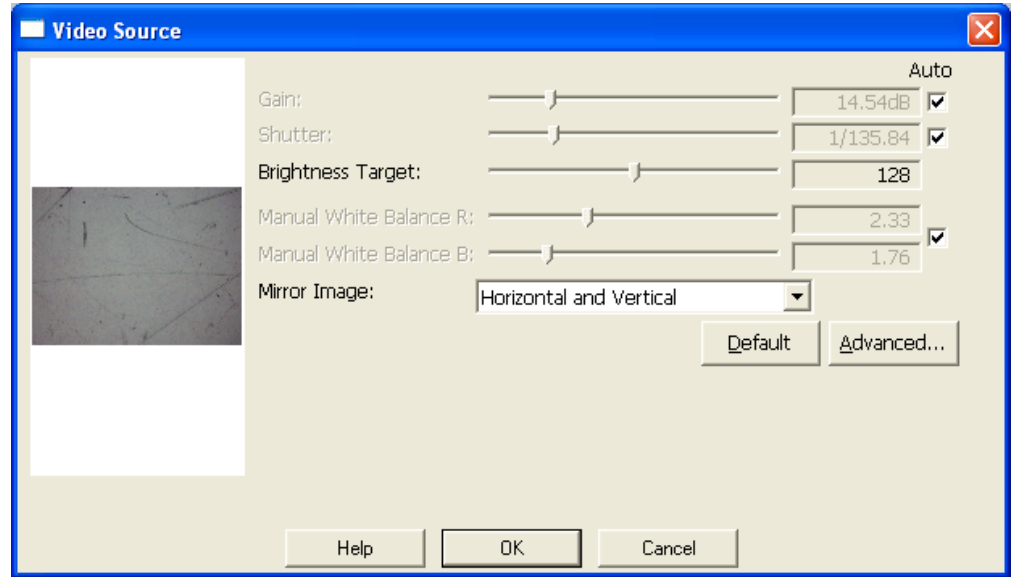 Video Source
Auto
Gain: 14.54dB
Shutter: 1/135.84
Brightness Target: 128
Manual White Balance R: 2.33
Manual White Balance B: 1.76
Mirror Image: Horizontal and Vertical
Default Advanced...
Help OK Cancel